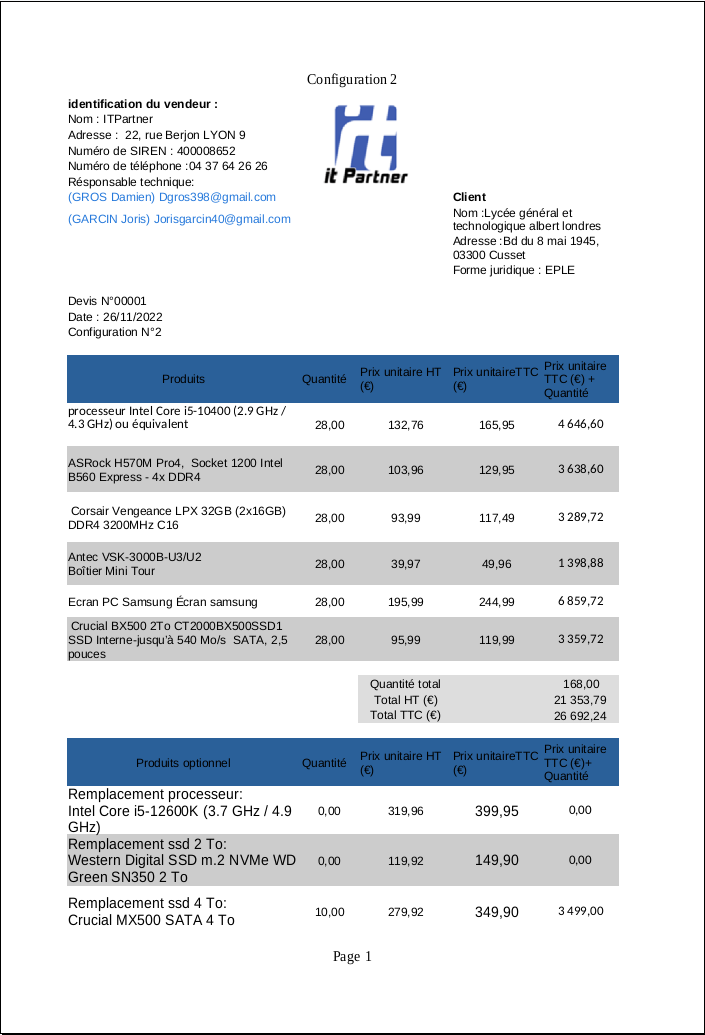 Configuration 2
identification du vendeur :
Nom : ITPartner
Adresse :  22, rue Berjon LYON 9
Numéro de SIREN : 400008652
Numéro de téléphone :04 37 64 26 26
Résponsable technique:
(GROS Damien) Dgros398@gmail.com
(GARCIN Joris) Jorisgarcin40@gmail.com
it Partner
Client
Nom :Lycée général et
technologique albert londres
Adresse :Bd du 8 mai 1945,
03300 Cusset
Forme juridique : EPLE
Devis N°00001
Date : 26/11/2022
Configuration N°2
Produits Quantité Prix unitaire HT (€) Prix unitaireTTC (€) Prix unitaire TTC (€) + Quantité
processeur Intel Core i5-10400 (2.9 GHz /
4.3 GHz) ou équivalent 28,00 132,76 165,95 4 646,60
ASRock H570M Pro4,  Socket 1200 Intel
B560 Express - 4x DDR4 28,00 103,96 129,95 3 638,60
Corsair Vengeance LPX 32GB (2x16GB)
DDR4 3200MHz C16 28,00 93,99 117,49 3 289,72
Antec VSK-3000B-U3/U2
Boîtier Mini Tour 28,00 39,97 49,96 1 398,88
Ecran PC Samsung Écran samsung 28,00 195,99 244,99 6 859,72
Crucial BX500 2To CT2000BX500SSD1
SSD Interne-jusqu'à 540 Mo/s  SATA, 2,5 28,00 95,99 119,99 3 359,72
pouces
Quantité total 168,00
Total HT (€) 21 353,79
Total TTC (€) 26 692,24
Produits optionnel Quantité Prix unitaire HT (€) Prix unitaireTTC (€) Prix unitaire TTC (€)+ Quantité
Remplacement processeur:
Intel Core i5-12600K (3.7 GHz / 4.9 0,00 319,96 399,95 0,00
GHz)
Remplacement ssd 2 To:
Western Digital SSD m.2 NVMe WD 0,00 119,92 149,90 0,00
Green SN350 2 To
Remplacement ssd 4 To:
Crucial MX500 SATA 4 To 10,00 279,92 349,90 3 499,00
Page 1